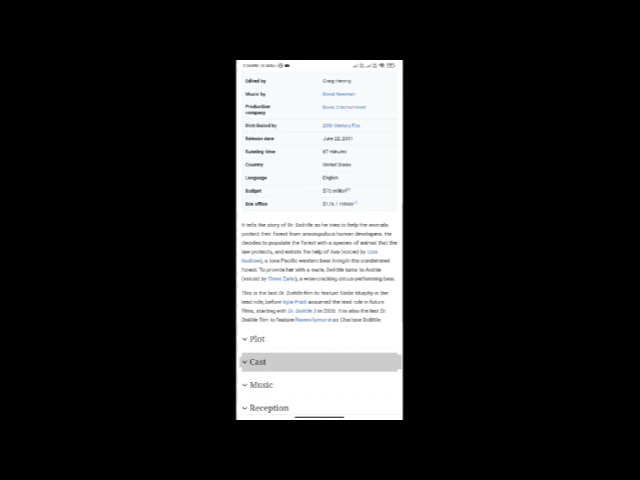 Edited by Craig Herring
Music by David Newman
Production company Davis Entertainment
Distributed by 20th Century Fox
Release date June 22, 2001
Running time 87 minutes
Country United States
Language English
Budget $70 million
Box office $176.1 million
It tells the story of Dr. Dolittle as he tries to help the animals
protect their forest from unscrupulous human developers. He
decides to populate the forest with a species of animal that the
law protects, and enlists the help of Ava (voiced by Lisa
Kudrow), a lone Pacific western bear living in the condemned
forest. To provide her with a mate, Dolittle turns to Archie
(voiced by Steve Zahn), a wise-cracking circus-performing bear.
This is the last Dr. Dolittle film to feature Eddie Murphy in the
lead role, before Kyla Pratt assumed the lead role in future
films, starting with Dr. Dolittle 3 in 2006. It is also the last Dr.
Dolittle film to feature Raven-Symoné as Charisse Dolittle.
Plot
Cast
Music
Reception